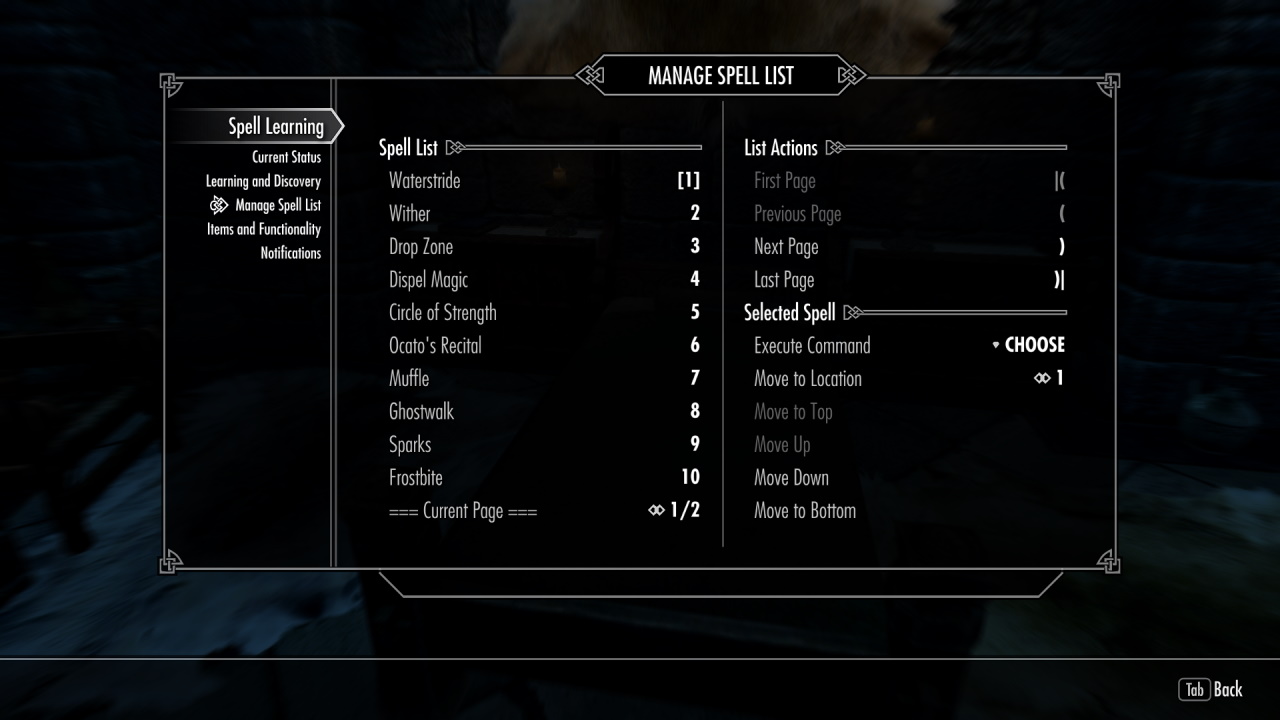 MANAGE SPELL LIST
Spell Learning
Current Status
Learning and Discovery
Manage Spell List
Items and Functionality
Notifications
Spell List
Waterstride [1]
Wither 2
Drop Zone 3
Dispel Magic 4
Circle of Strength 5
Ocato's Recital 6
Muffle 7
Ghostwalk 8
Sparks 9
Frostbite 10
=== Current Page === 1/2
List Actions
First Page |(
Previous Page (
Next Page )
Last Page )|
Selected Spell
Execute Command CHOOSE
Move to Location 1
Move to Top
Move Up
Move Down
Move to Bottom
Tab Back